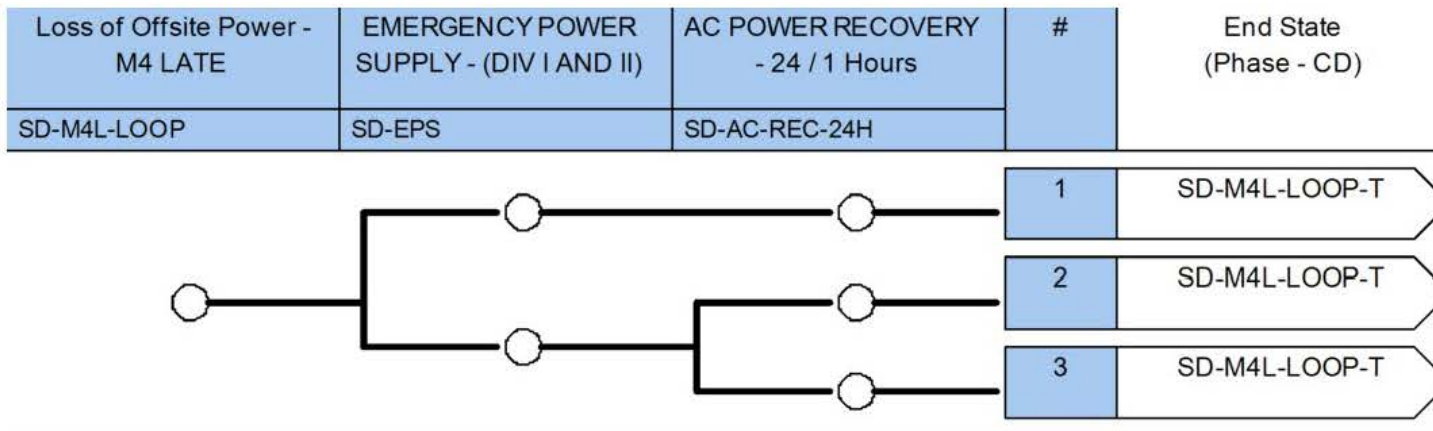 Loss of Offsite Power -
M4 LATE
EMERGENCY POWER
SUPPLY - (DIV I AND II)
AC POWER RECOVERY
- 24 / 1 Hours
#
End State
(Phase - CD)
SD-M4L-LOOP
SD-EPS
SD-AC-REC-24H
1
SD-M4L-LOOP-T
2
SD-M4L-LOOP-T
3
SD-M4L-LOOP-T